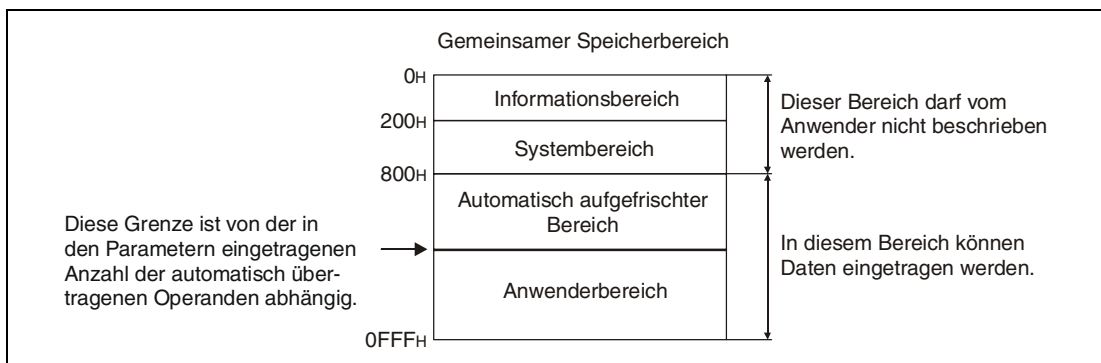 Gemeinsamer Speicherbereich
0H
Informationsbereich
200H
Systembereich
800H
Automatisch aufgefrischter
Bereich
Anwenderbereich
0FFFH
Dieser Bereich darf vom
Anwender nicht beschrieben
werden.
Diese Grenze ist von der in
den Parametern eingetragenen
Anzahl der automatisch über-
tragenen Operanden abhängig.
In diesem Bereich können
Daten eingetragen werden.